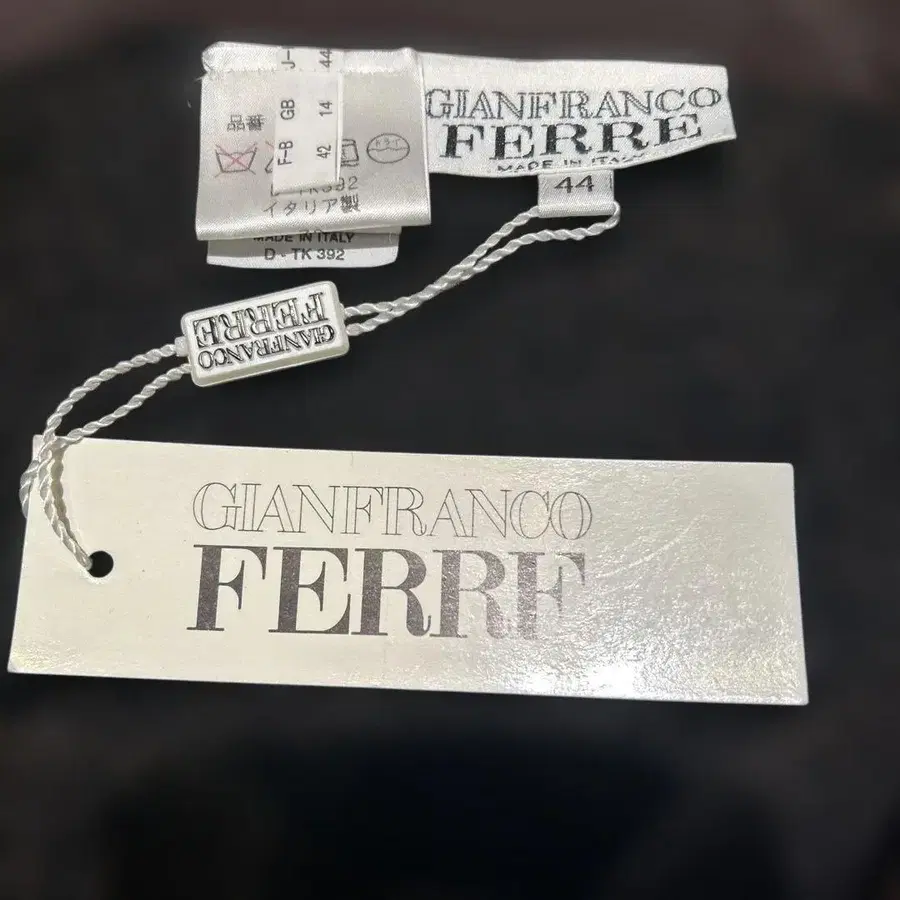 J- 44
GB 14
F-B 42
品番
TK392
イタリア製
MADE IN ITALY
D - TK 392
GIANFRANCO
FERRE
MADE IN ITALY
44
GIANFRANCO
FERRE
GIANFRANCO
FERRE